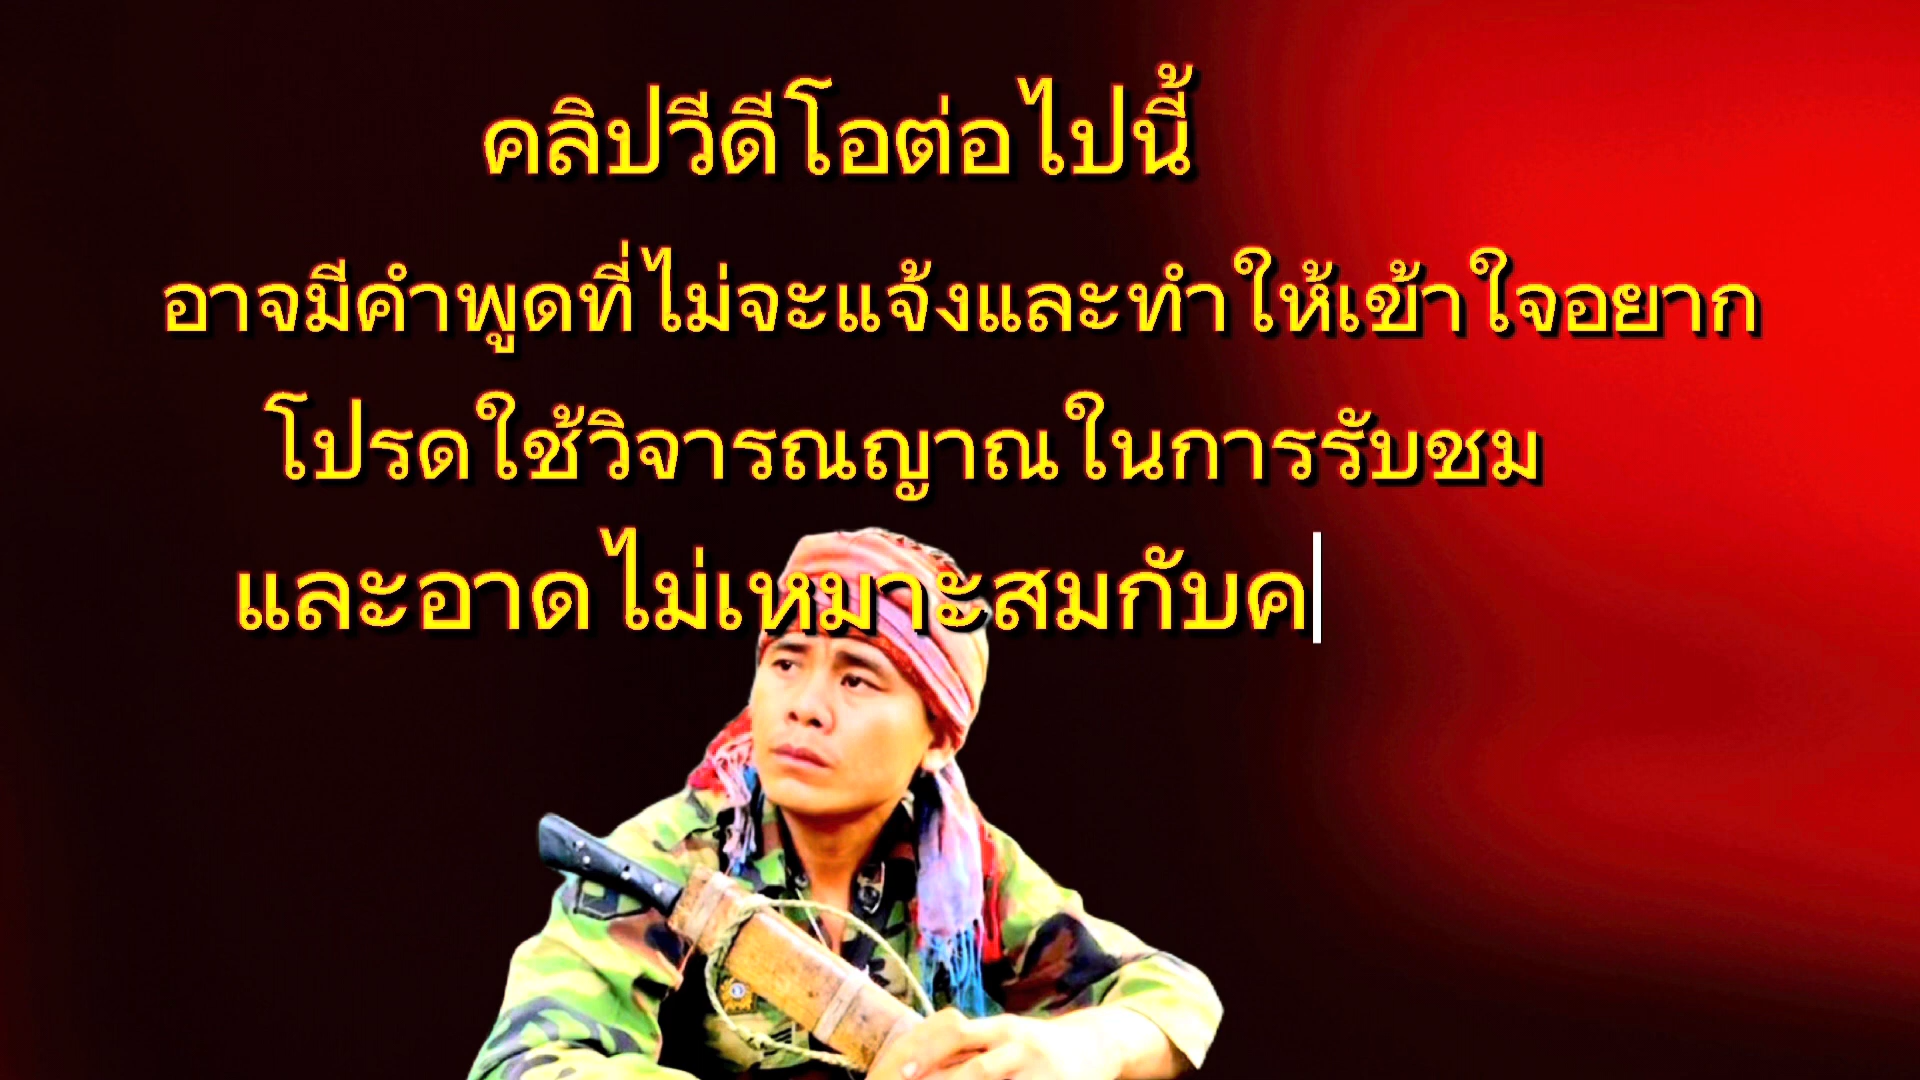 คลิปวีดีโอต่อไปนี้
อาจมีคำพูดที่ไม่จะแจ้งและทำให้เข้าใจอยาก
โปรดใช้วิจารณญาณในการรับชม
และอาดไม่เหมาะสมกับค